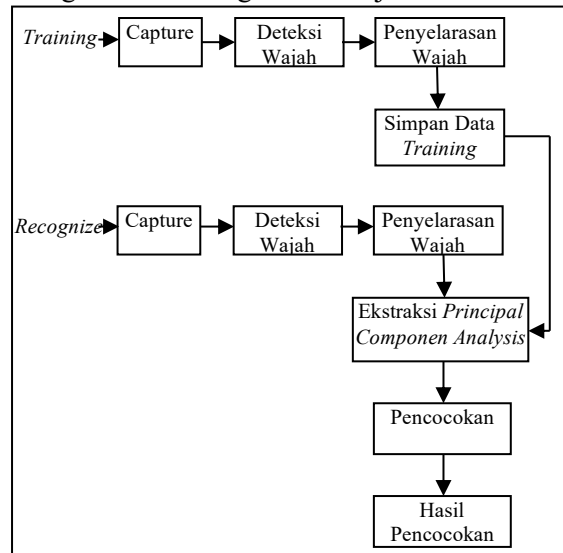 Training
Capture
Deteksi
Wajah
Penyelarasan
Wajah
Simpan Data
Training
Recognize
Capture
Deteksi
Wajah
Penyelarasan
Wajah
Ekstraksi Principal
Componen Analysis
Pencocokan
Hasil
Pencocokan